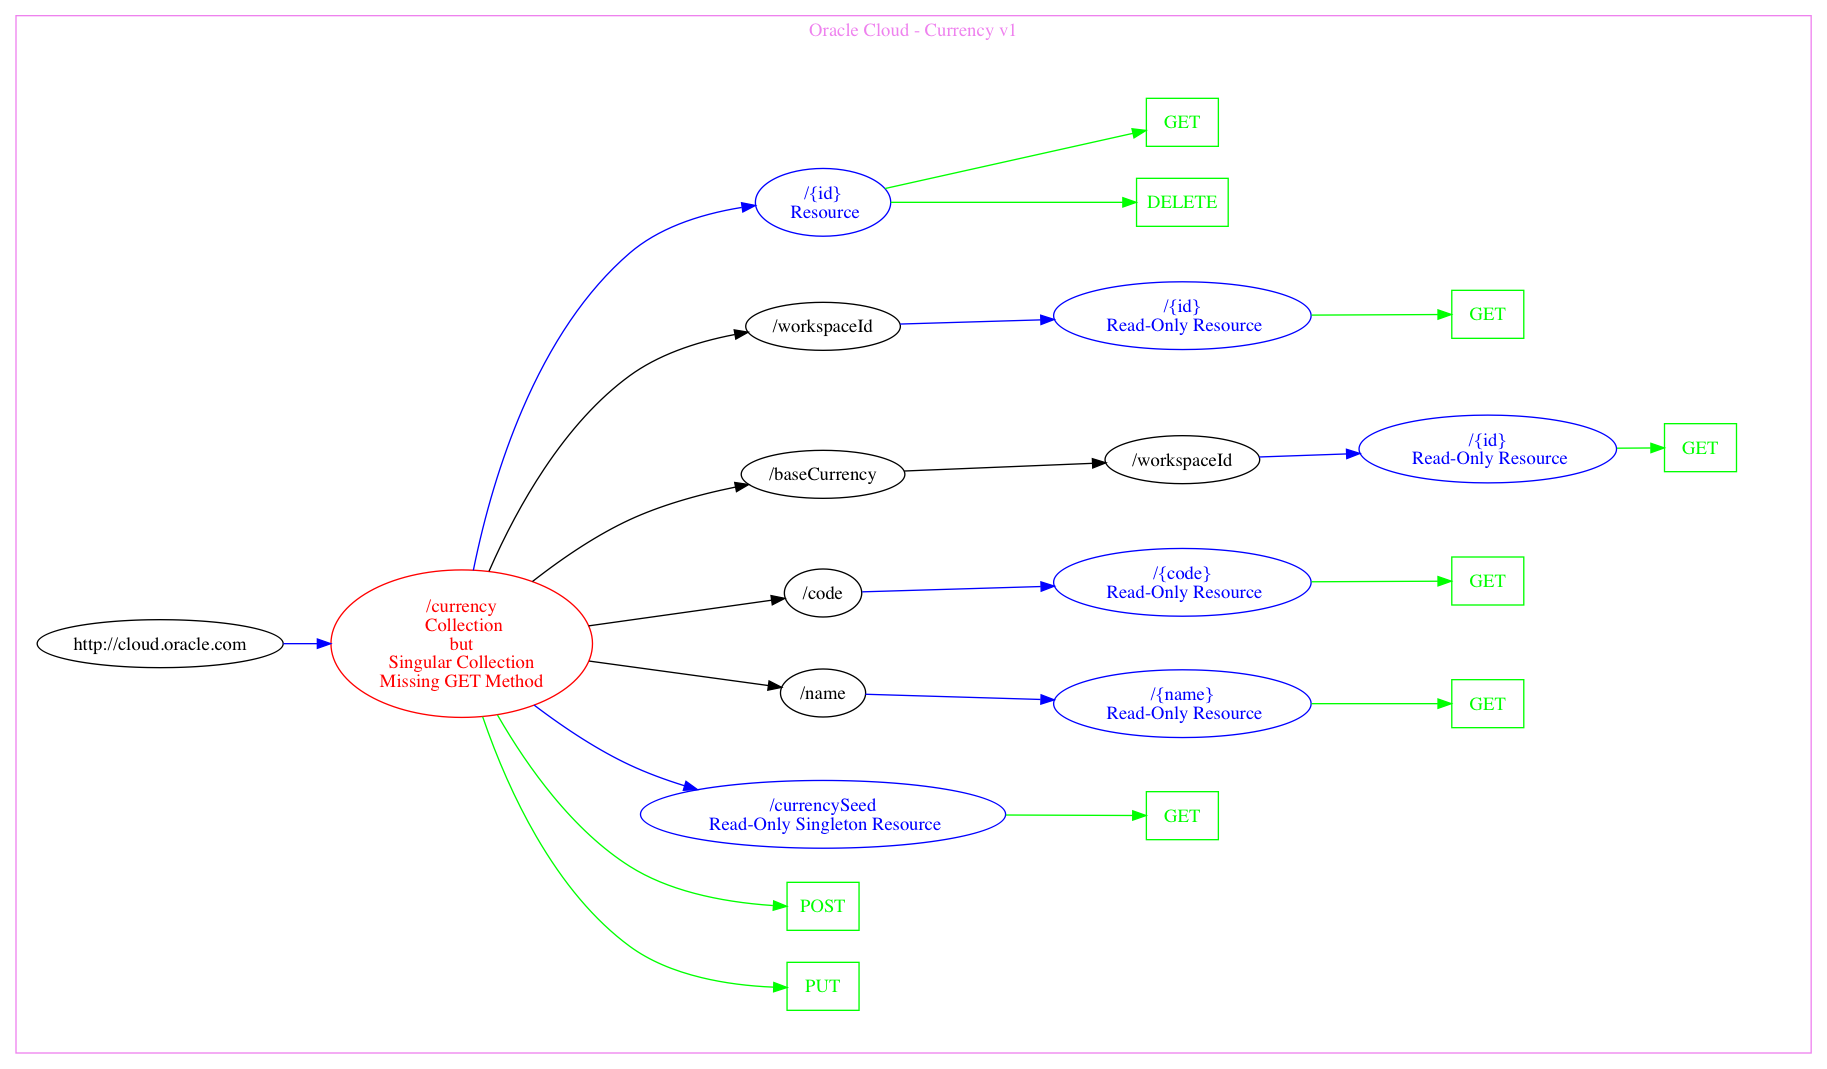 Oracle Cloud - Currency v1
GET
/{id}
Resource
DELETE
/workspaceId
/{id}
Read-Only Resource
GET
/baseCurrency
/workspaceId
/{id}
Read-Only Resource
GET
/code
/{code}
Read-Only Resource
GET
http://cloud.oracle.com
/currency
Collection
but
Singular Collection
Missing GET Method
/name
/{name}
Read-Only Resource
GET
/currencySeed
Read-Only Singleton Resource
GET
POST
PUT